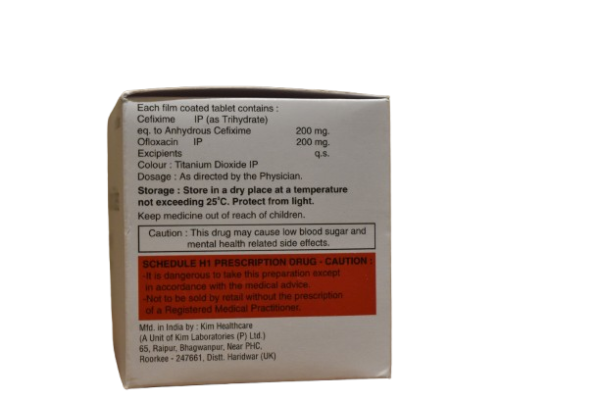 Each film coated tablet contains :
Cefixime IP (as Trihydrate)
eq. to Anhydrous Cefixime 200 mg.
Ofloxacin IP 200 mg.
Excipients q.s.
Colour : Titanium Dioxide IP
Dosage : As directed by the Physician.
Storage : Store in a dry place at a temperature
not exceeding 25°C. Protect from light.
Keep medicine out of reach of children.
Caution : This drug may cause low blood sugar and
mental health related side effects.
SCHEDULE H1 PRESCRIPTION DRUG - CAUTION :
-It is dangerous to take this preparation except
in accordance with the medical advice.
-Not to be sold by retail without the prescription
of a Registered Medical Practitioner.
Mfd. in India by : Kim Healthcare
(A Unit of Kim Laboratories (P) Ltd.)
65, Raipur, Bhagwanpur, Near PHC,
Roorkee - 247661, Distt. Haridwar (UK)